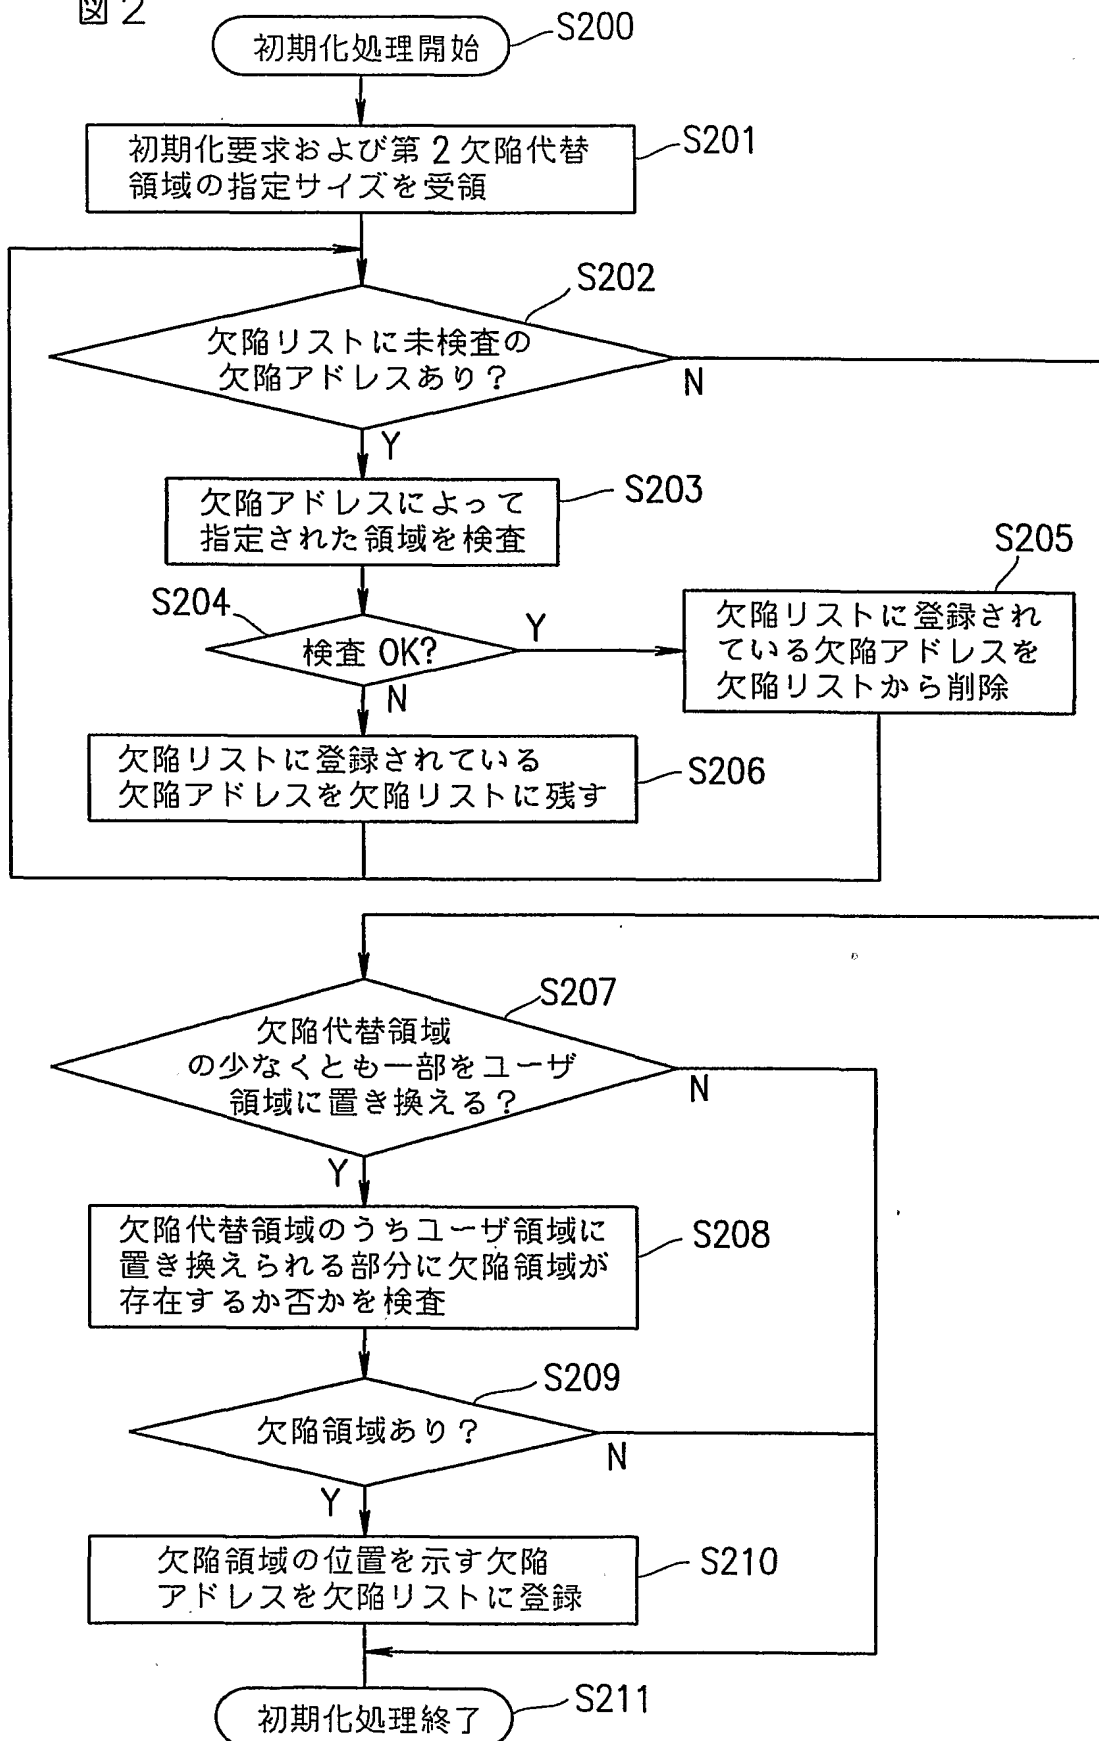 図2
初期化処理開始
S200
初期化要求および第2欠陥代替
領域の指定サイズを受領
S201
S202
欠陥リストに未検査の
欠陥アドレスあり?
N
Y
欠陥アドレスによって
指定された領域を検査
S203
S204
検査 OK?
Y
N
S205
欠陥リストに登録され
ている欠陥アドレスを
欠陥リストから削除
欠陥リストに登録されている
欠陥アドレスを欠陥リストに残す
S206
S207
欠陥代替領域
の少なくとも一部をユーザ
領域に置き換える?
N
Y
欠陥代替領域のうちユーザ領域に
置き換えられる部分に欠陥領域が
存在するか否かを検査
S208
S209
欠陥領域あり?
N
Y
欠陥領域の位置を示す欠陥
アドレスを欠陥リストに登録
S210
初期化処理終了
S211